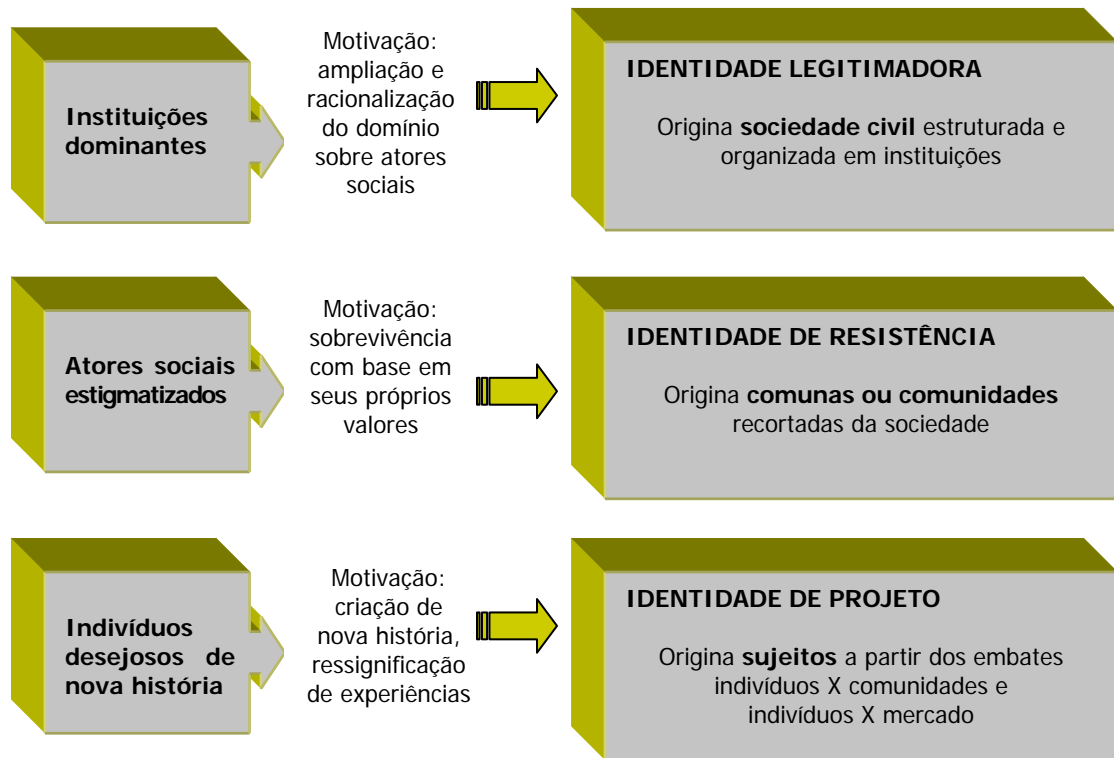 Instituições
dominantes
Motivação:
ampliação e
racionalização
do domínio
sobre atores
sociais
IDENTIDADE LEGITIMADORA
Origina sociedade civil estruturada e
organizada em instituições
Atores sociais
estigmatizados
Motivação:
sobrevivência
com base em
seus próprios
valores
IDENTIDADE DE RESISTÊNCIA
Origina comunas ou comunidades
recortadas da sociedade
Indivíduos
desejosos de
nova história
Motivação:
criação de
nova história,
ressignificação
de experiências
IDENTIDADE DE PROJETO
Origina sujeitos a partir dos embates
indivíduos X comunidades e
indivíduos X mercado